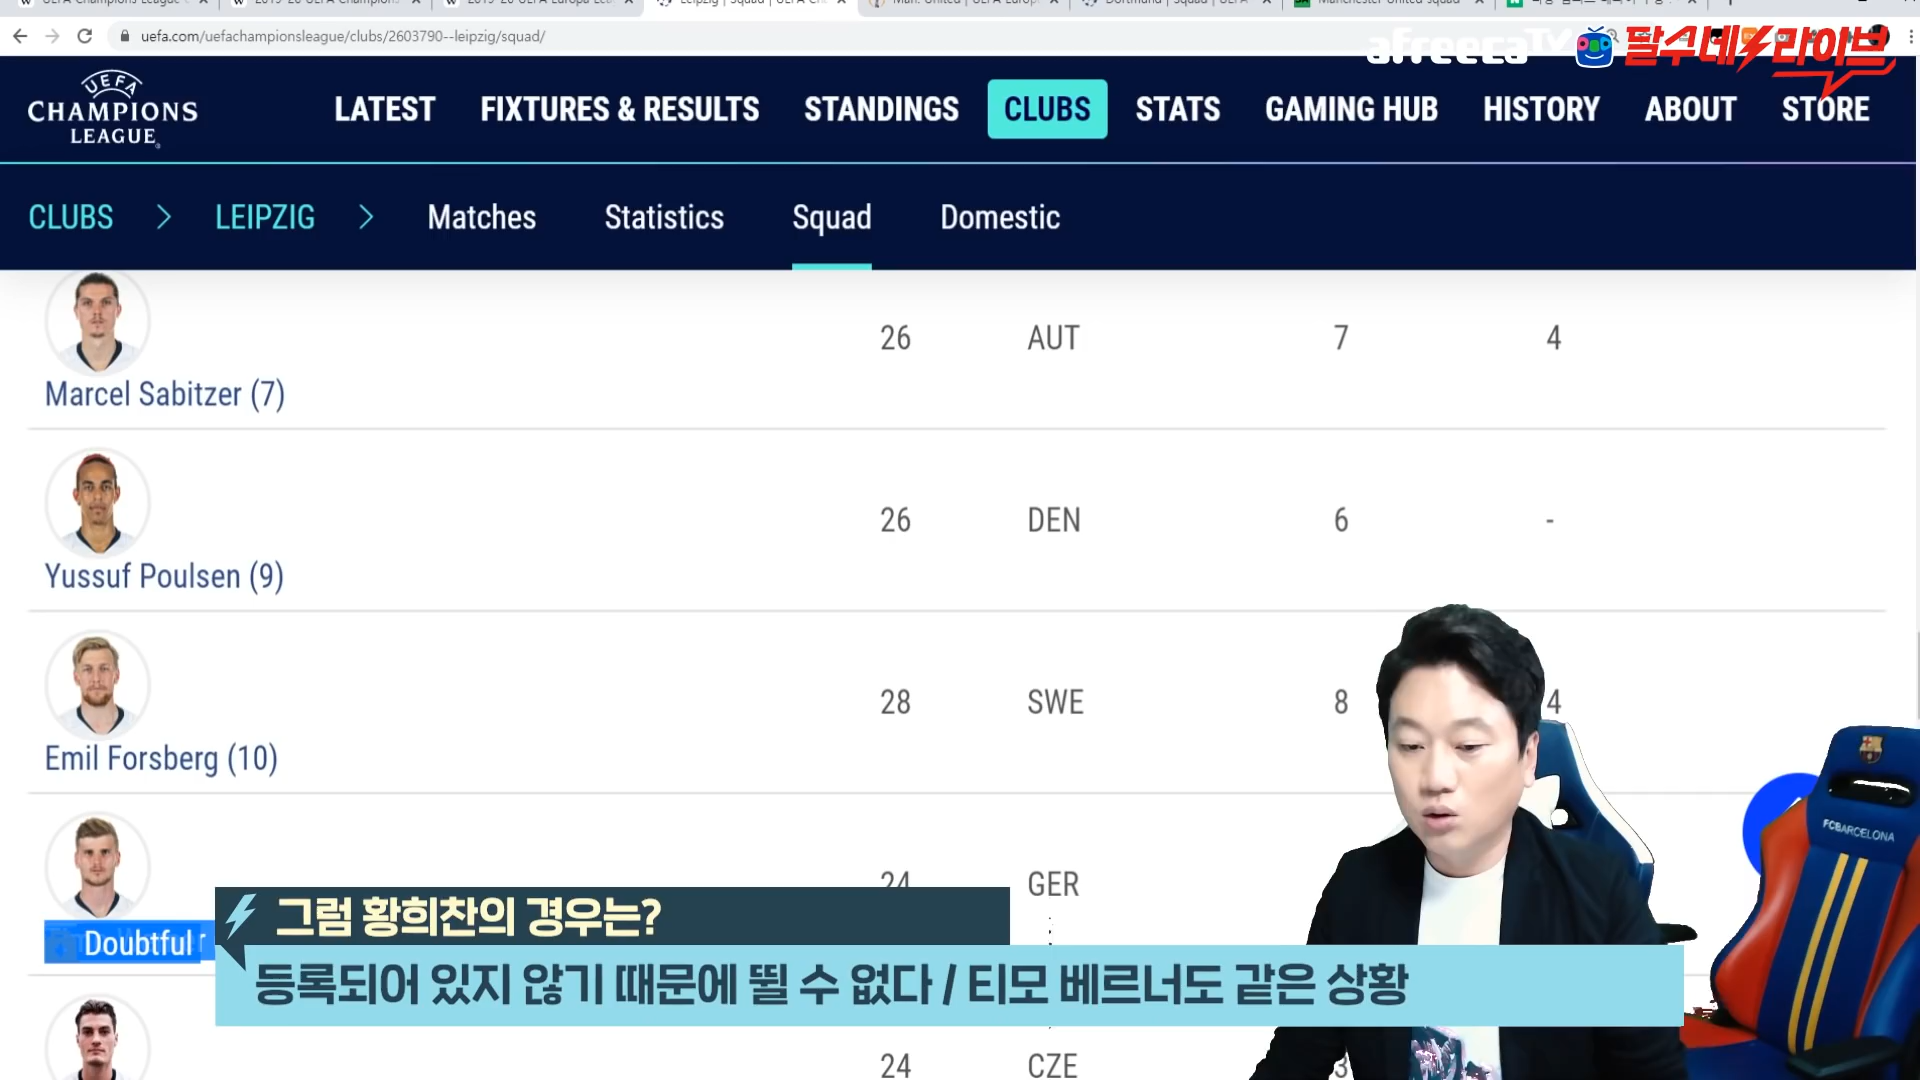 uefa.com/uefachampionsleague/clubs/2603790--leipzig/squad/
afreecaTV 달수네라이브
UEFA
CHAMPIONS
LEAGUE
LATEST FIXTURES & RESULTS STANDINGS CLUBS STATS GAMING HUB HISTORY ABOUT STORE
CLUBS > LEIPZIG > Matches Statistics Squad Domestic
26 AUT 7 4
Marcel Sabitzer (7)
26 DEN 6 -
Yussuf Poulsen (9)
28 SWE 8 4
Emil Forsberg (10)
24 GER
Doubtful
FCBARCELONA
그럼 황희찬의 경우는?
등록되어 있지 않기 때문에 뛸 수 없다 / 티모 베르너도 같은 상황
24 CZE 3